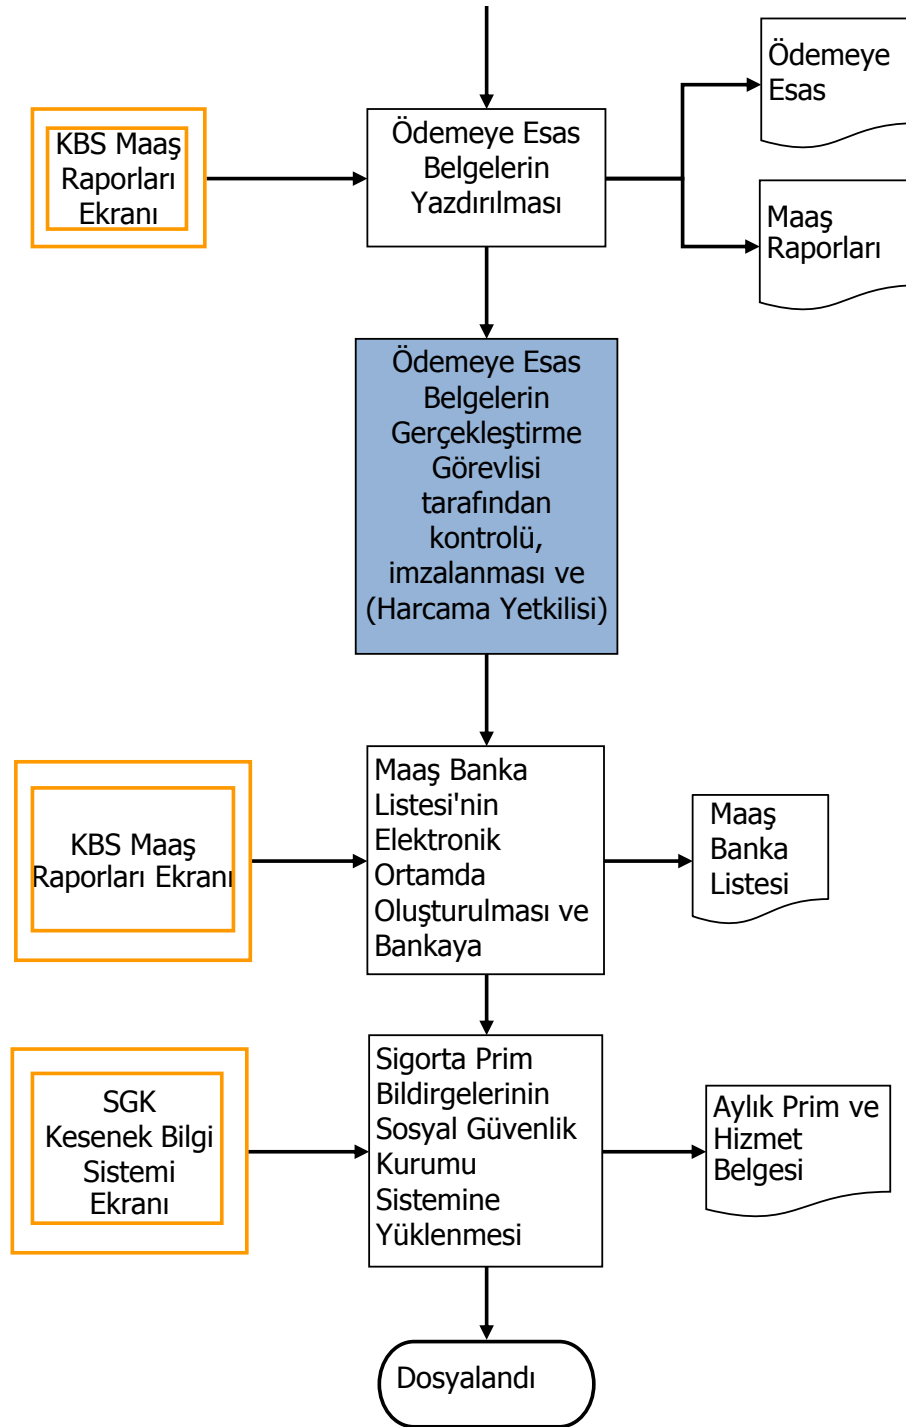 Ödemeye
Esas
KBS Maaş
Raporları
Ekranı
Ödemeye Esas
Belgelerin
Yazdırılması
Maaş
Raporları
Ödemeye Esas
Belgelerin
Gerçekleştirme
Görevlisi
tarafından
kontrolü,
imzalanması ve
(Harcama Yetkilisi)
KBS Maaş
Raporları Ekranı
Maaş Banka
Listesi'nin
Elektronik
Ortamda
Oluşturulması ve
Bankaya
Maaş
Banka
Listesi
SGK
Kesenek Bilgi
Sistemi
Ekranı
Sigorta Prim
Bildirgelerinin
Sosyal Güvenlik
Kurumu
Sistemine
Yüklenmesi
Aylık Prim ve
Hizmet
Belgesi
Dosyalandı